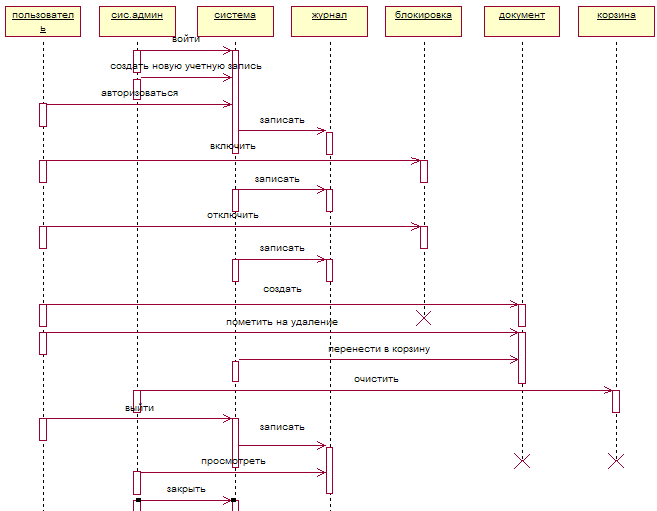 пользовател
ь
сис.админ
система
журнал
блокировка
документ
корзина
войти
создать новую учетную запись
авторизоваться
записать
включить
записать
отключить
записать
создать
пометить на удаление
перенести в корзину
очистить
выйти
записать
просмотреть
закрыть